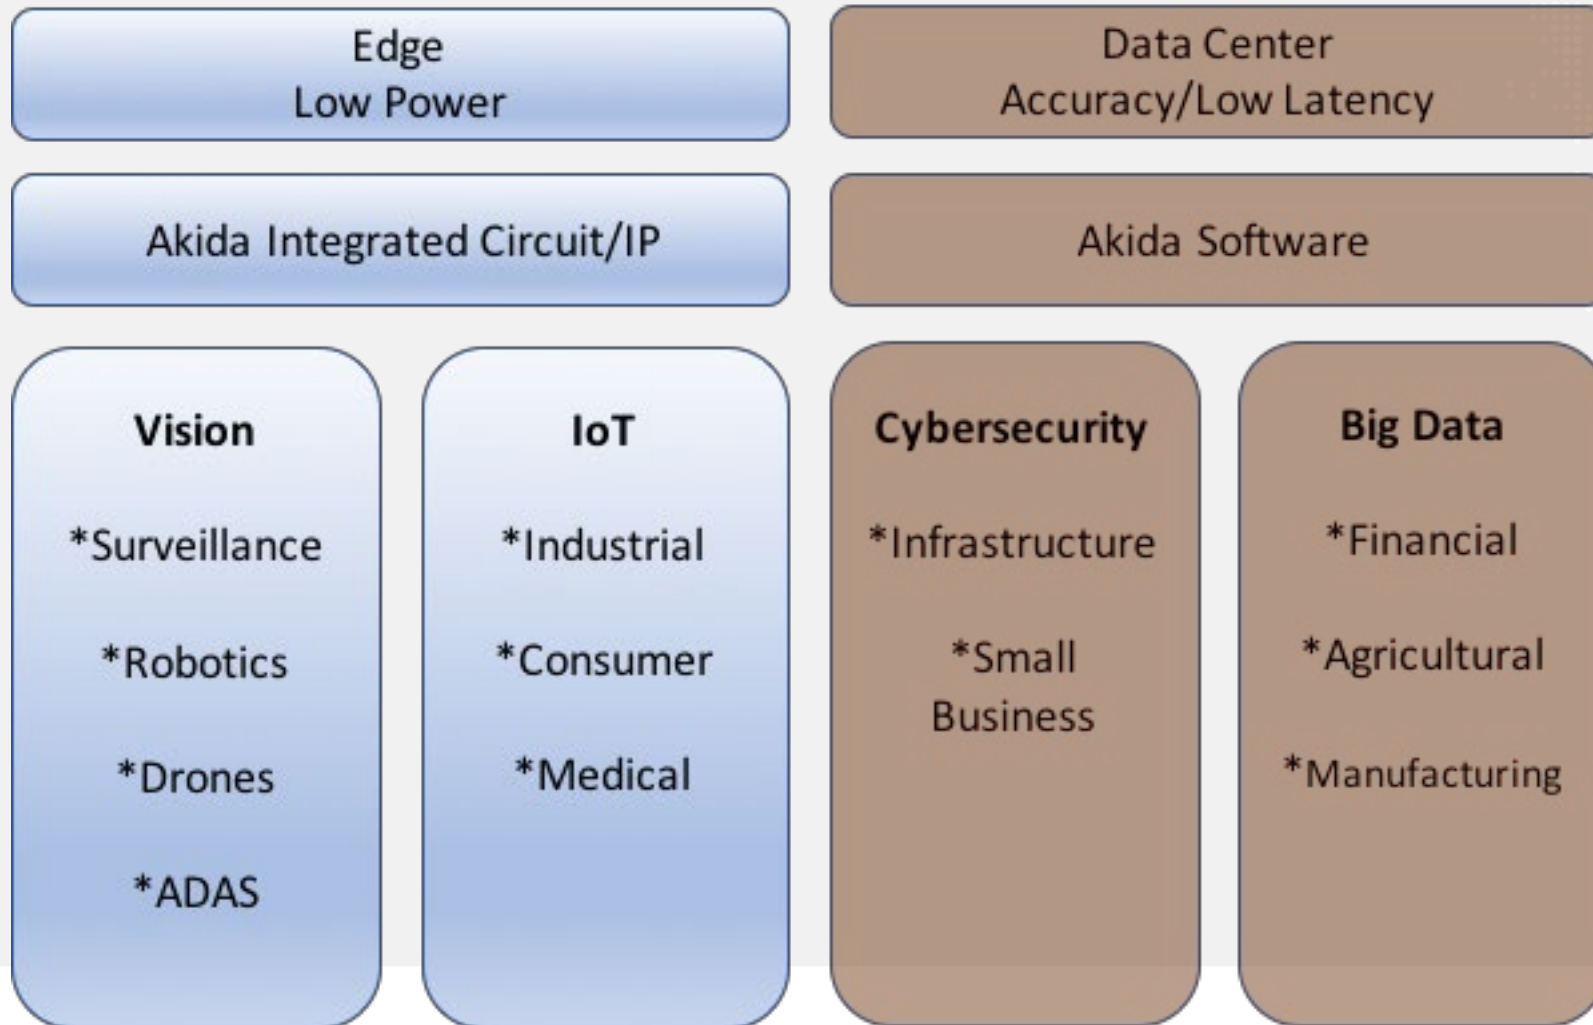 Edge
Low Power
Data Center
Accuracy/Low Latency
Akida Integrated Circuit/IP
Akida Software
Vision
*Surveillance
*Robotics
*Drones
*ADAS
IoT
*Industrial
*Consumer
*Medical
Cybersecurity
*Infrastructure
*Small
Business
Big Data
*Financial
*Agricultural
*Manufacturing